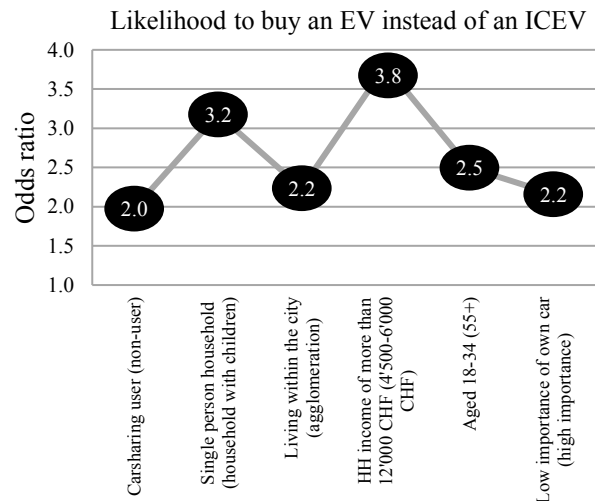 Likelihood to buy an EV instead of an ICEV
Odds ratio
4.0
3.5
3.0
2.5
2.0
1.5
1.0
2.0
3.2
2.2
3.8
2.5
2.2
Carsharing user (non-user)
Single person household
(household with children)
Living within the city
(agglomeration)
HH income of more than
12'000 CHF (4'500-6'000
CHF)
Aged 18-34 (55+)
Low importance of own car
(high importance)